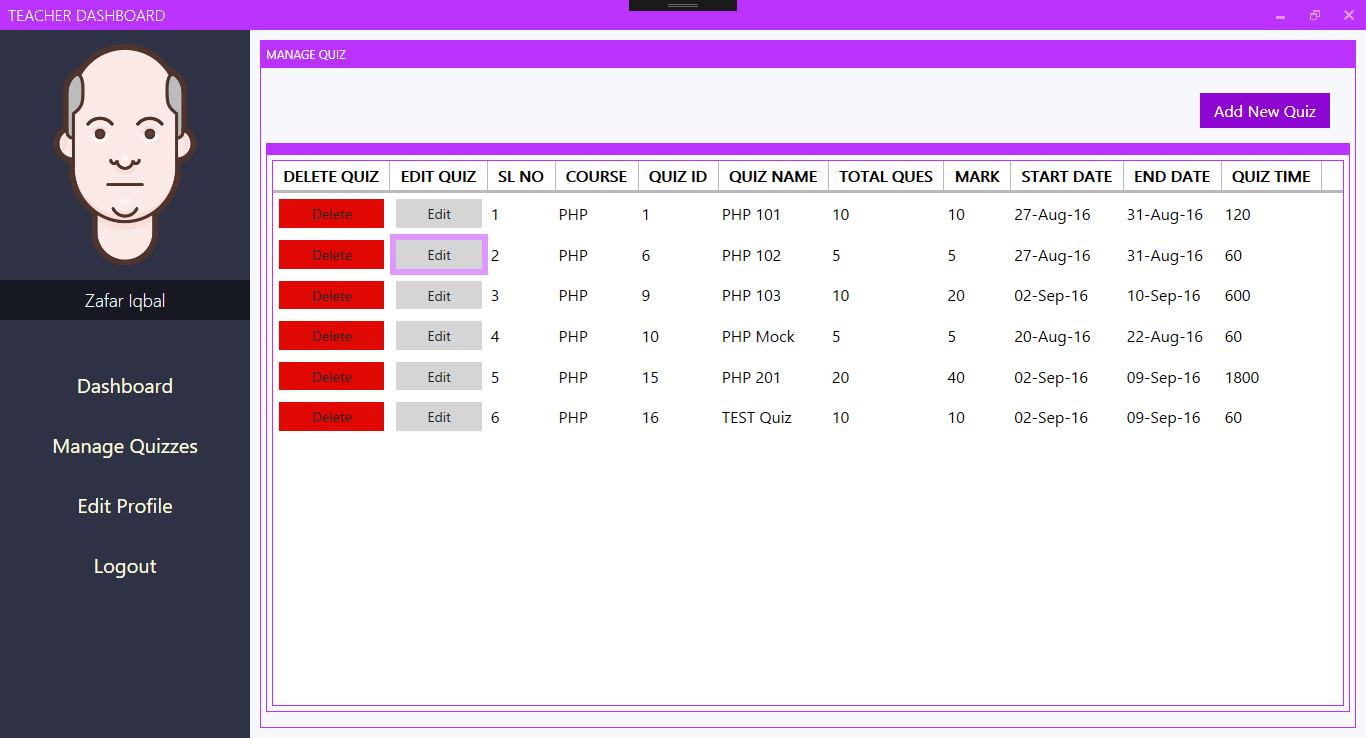 TEACHER DASHBOARD
MANAGE QUIZ
Add New Quiz
Zafar Iqbal
Dashboard
Manage Quizzes
Edit Profile
Logout
DELETE QUIZ EDIT QUIZ SL NO COURSE QUIZ ID QUIZ NAME TOTAL QUES MARK START DATE END DATE QUIZ TIME
Delete Edit 1 PHP 1 PHP 101 10 10 27-Aug-16 31-Aug-16 120
Delete Edit 2 PHP 6 PHP 102 5 5 27-Aug-16 31-Aug-16 60
Delete Edit 3 PHP 9 PHP 103 10 20 02-Sep-16 10-Sep-16 600
Delete Edit 4 PHP 10 PHP Mock 5 5 20-Aug-16 22-Aug-16 60
Delete Edit 5 PHP 15 PHP 201 20 40 02-Sep-16 09-Sep-16 1800
Delete Edit 6 PHP 16 TEST Quiz 10 10 02-Sep-16 09-Sep-16 60